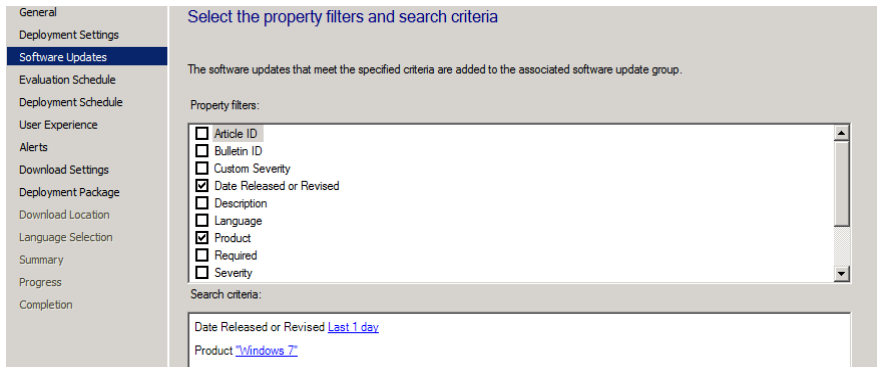 General
Deployment Settings
Software Updates
Evaluation Schedule
Deployment Schedule
User Experience
Alerts
Download Settings
Deployment Package
Download Location
Language Selection
Summary
Progress
Completion
Select the property filters and search criteria
The software updates that meet the specified criteria are added to the associated software update group.
Property filters:
Article ID
Bulletin ID
Custom Severity
Date Released or Revised
Description
Language
Product
Required
Severity
Search criteria:
Date Released or Revised Last 1 day
Product "Windows 7"